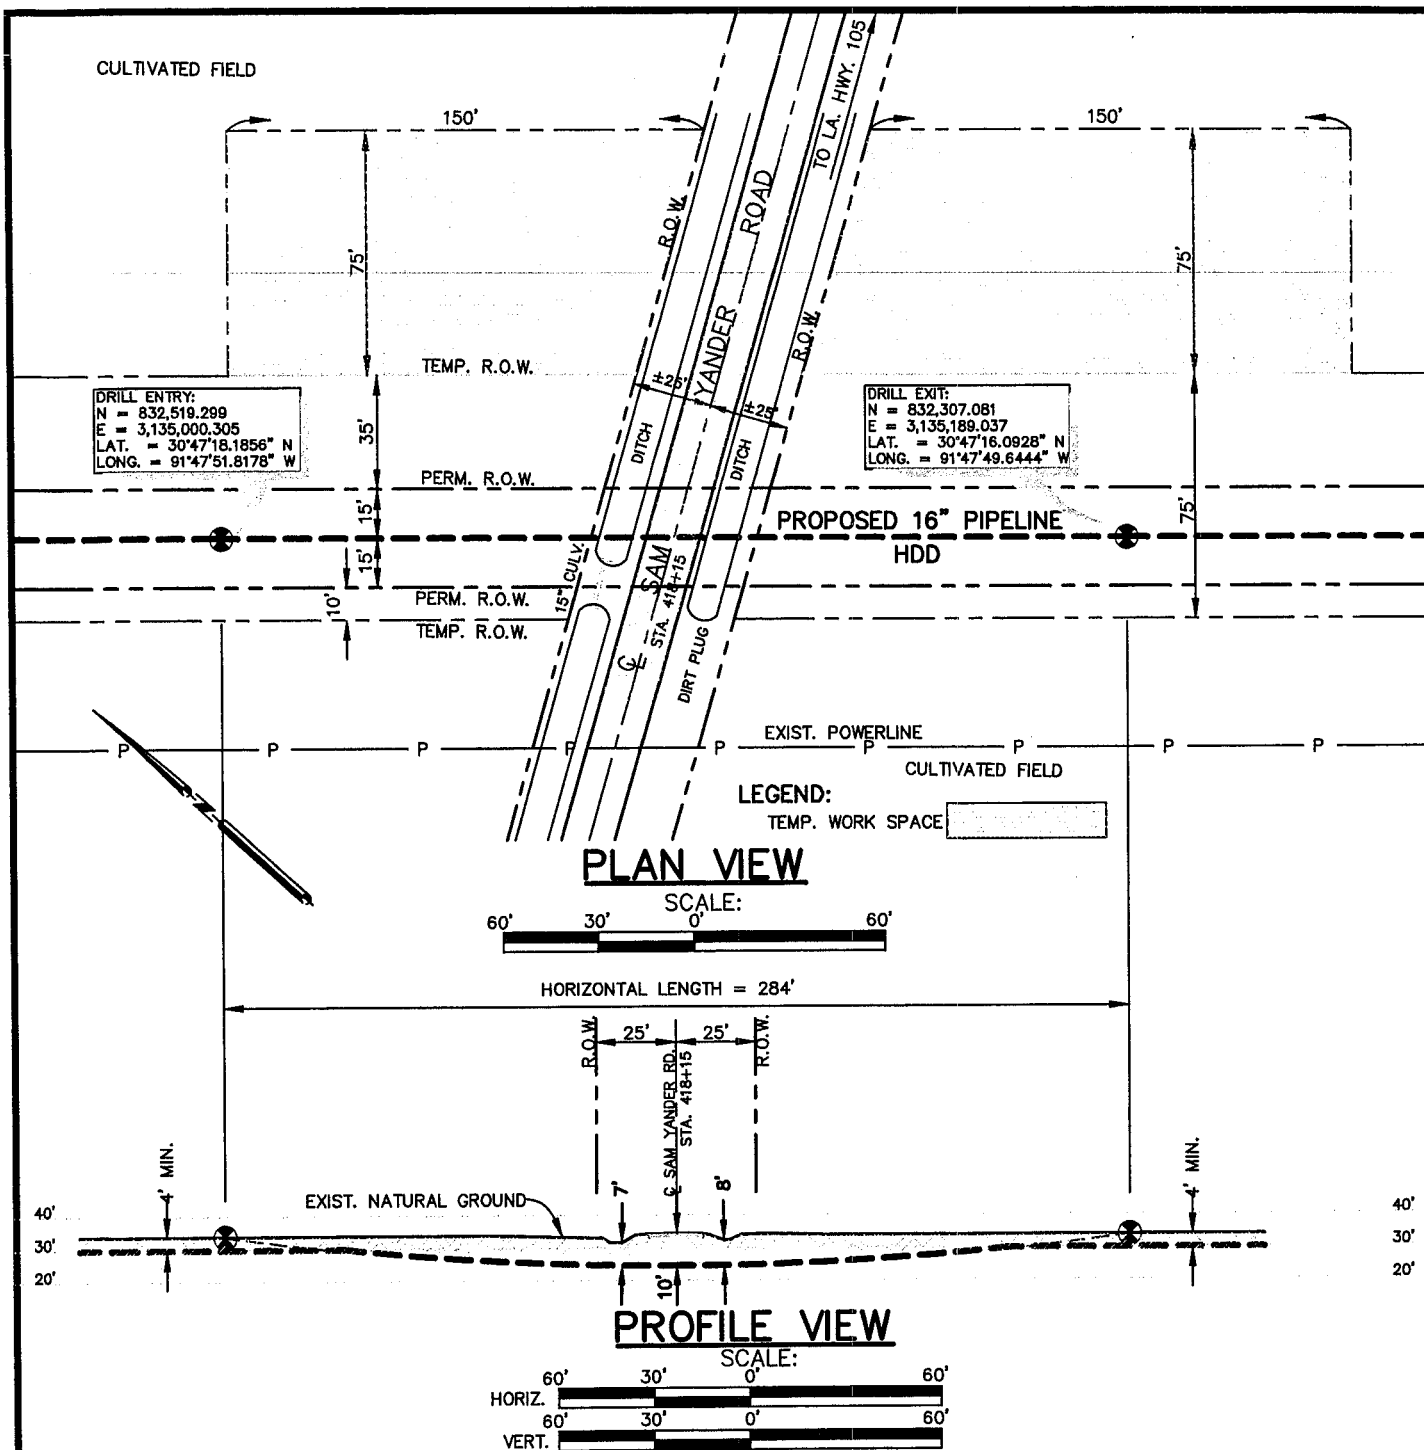 CULTIVATED FIELD
150'
150'
TO LA. HWY. 105
R.O.W.
SAM YANDER ROAD
R.O.W.
75'
75'
TEMP. R.O.W.
±25'
±25'
DRILL ENTRY:
N = 832,519.299
E = 3,135,000.305
LAT. = 30°47'18.1856" N
LONG. = 91°47'51.8178" W
DRILL EXIT:
N = 832,307.081
E = 3,135,189.037
LAT. = 30°47'16.0928" N
LONG. = 91°47'49.6444" W
35'
DITCH
DITCH
PERM. R.O.W.
15'
75'
PROPOSED 16" PIPELINE
HDD
15'
15" CULV.
STA. 418+15
10'
PERM. R.O.W.
TEMP. R.O.W.
℄
DIRT PLUG
EXIST. POWERLINE
P P P P P P P P P
CULTIVATED FIELD
N
LEGEND:
TEMP. WORK SPACE
PLAN VIEW
SCALE:
60' 30' 0' 60'
HORIZONTAL LENGTH = 284'
R.O.W.
25'
25'
R.O.W.
℄ SAM YANDER RD.
STA. 418+15
4' MIN.
4' MIN.
EXIST. NATURAL GROUND
7'
8'
40'
30'
20'
40'
30'
20'
10'
PROFILE VIEW
SCALE:
60' 30' 0' 60'
HORIZ.
60' 30' 0' 60'
VERT.